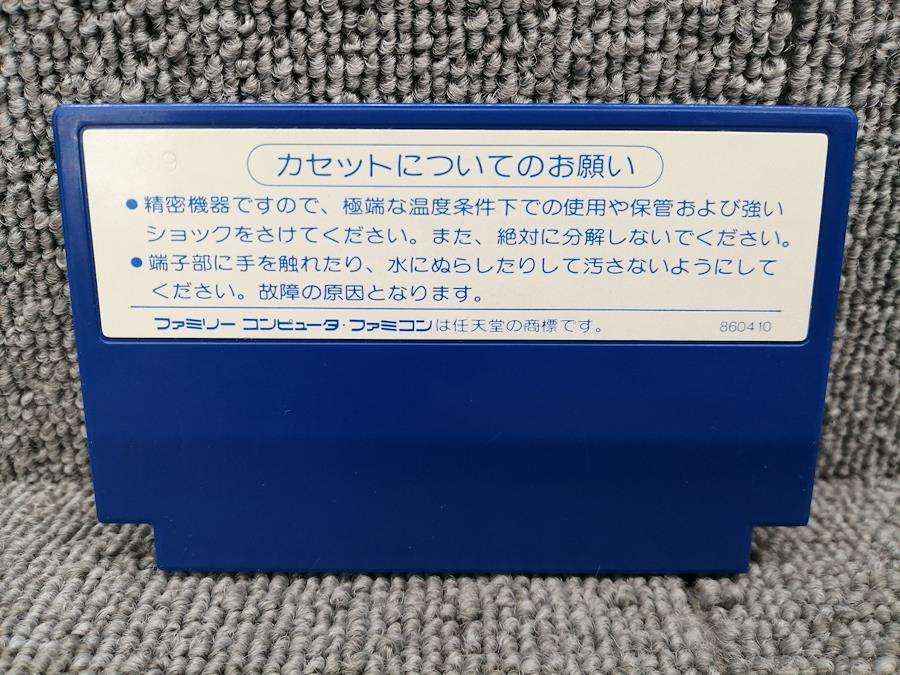 09
カセットについてのお願い
●精密機器ですので、極端な温度条件下での使用や保管および強い
ショックをさけてください。また、絶対に分解しないでください。
●端子部に手を触れたり、水にぬらしたりして汚さないようにして
ください。故障の原因となります。
ファミリー コンピュータ・ファミコンは任天堂の商標です。 860410